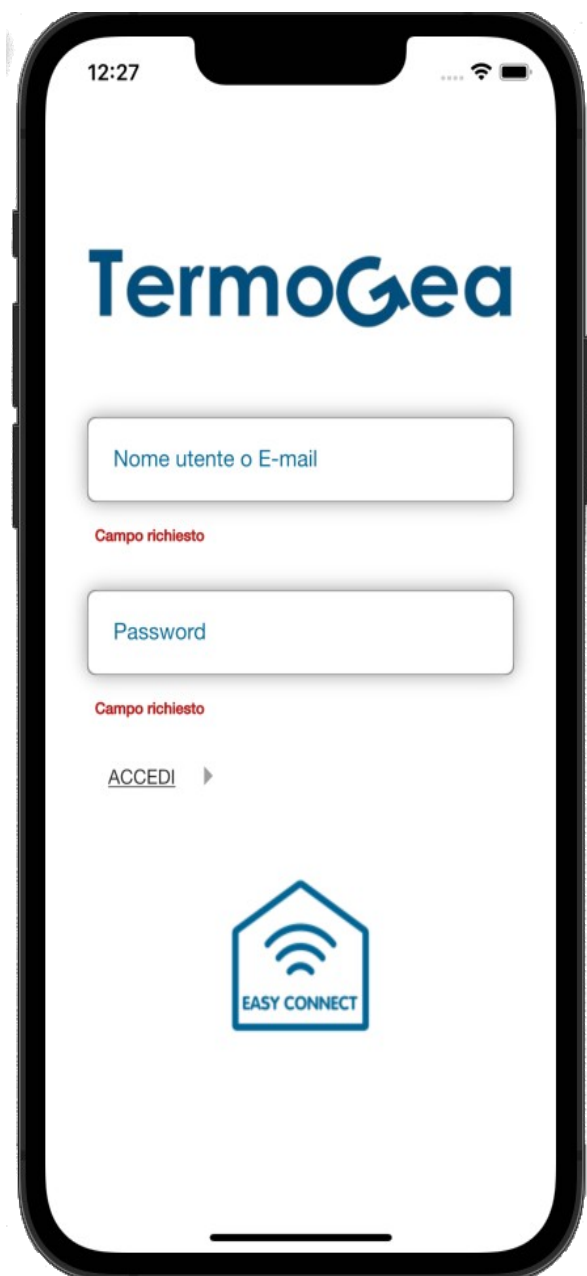 12:27
TermoGea
Nome utente o E-mail
Campo richiesto
Password
Campo richiesto
ACCEDI
EASY CONNECT